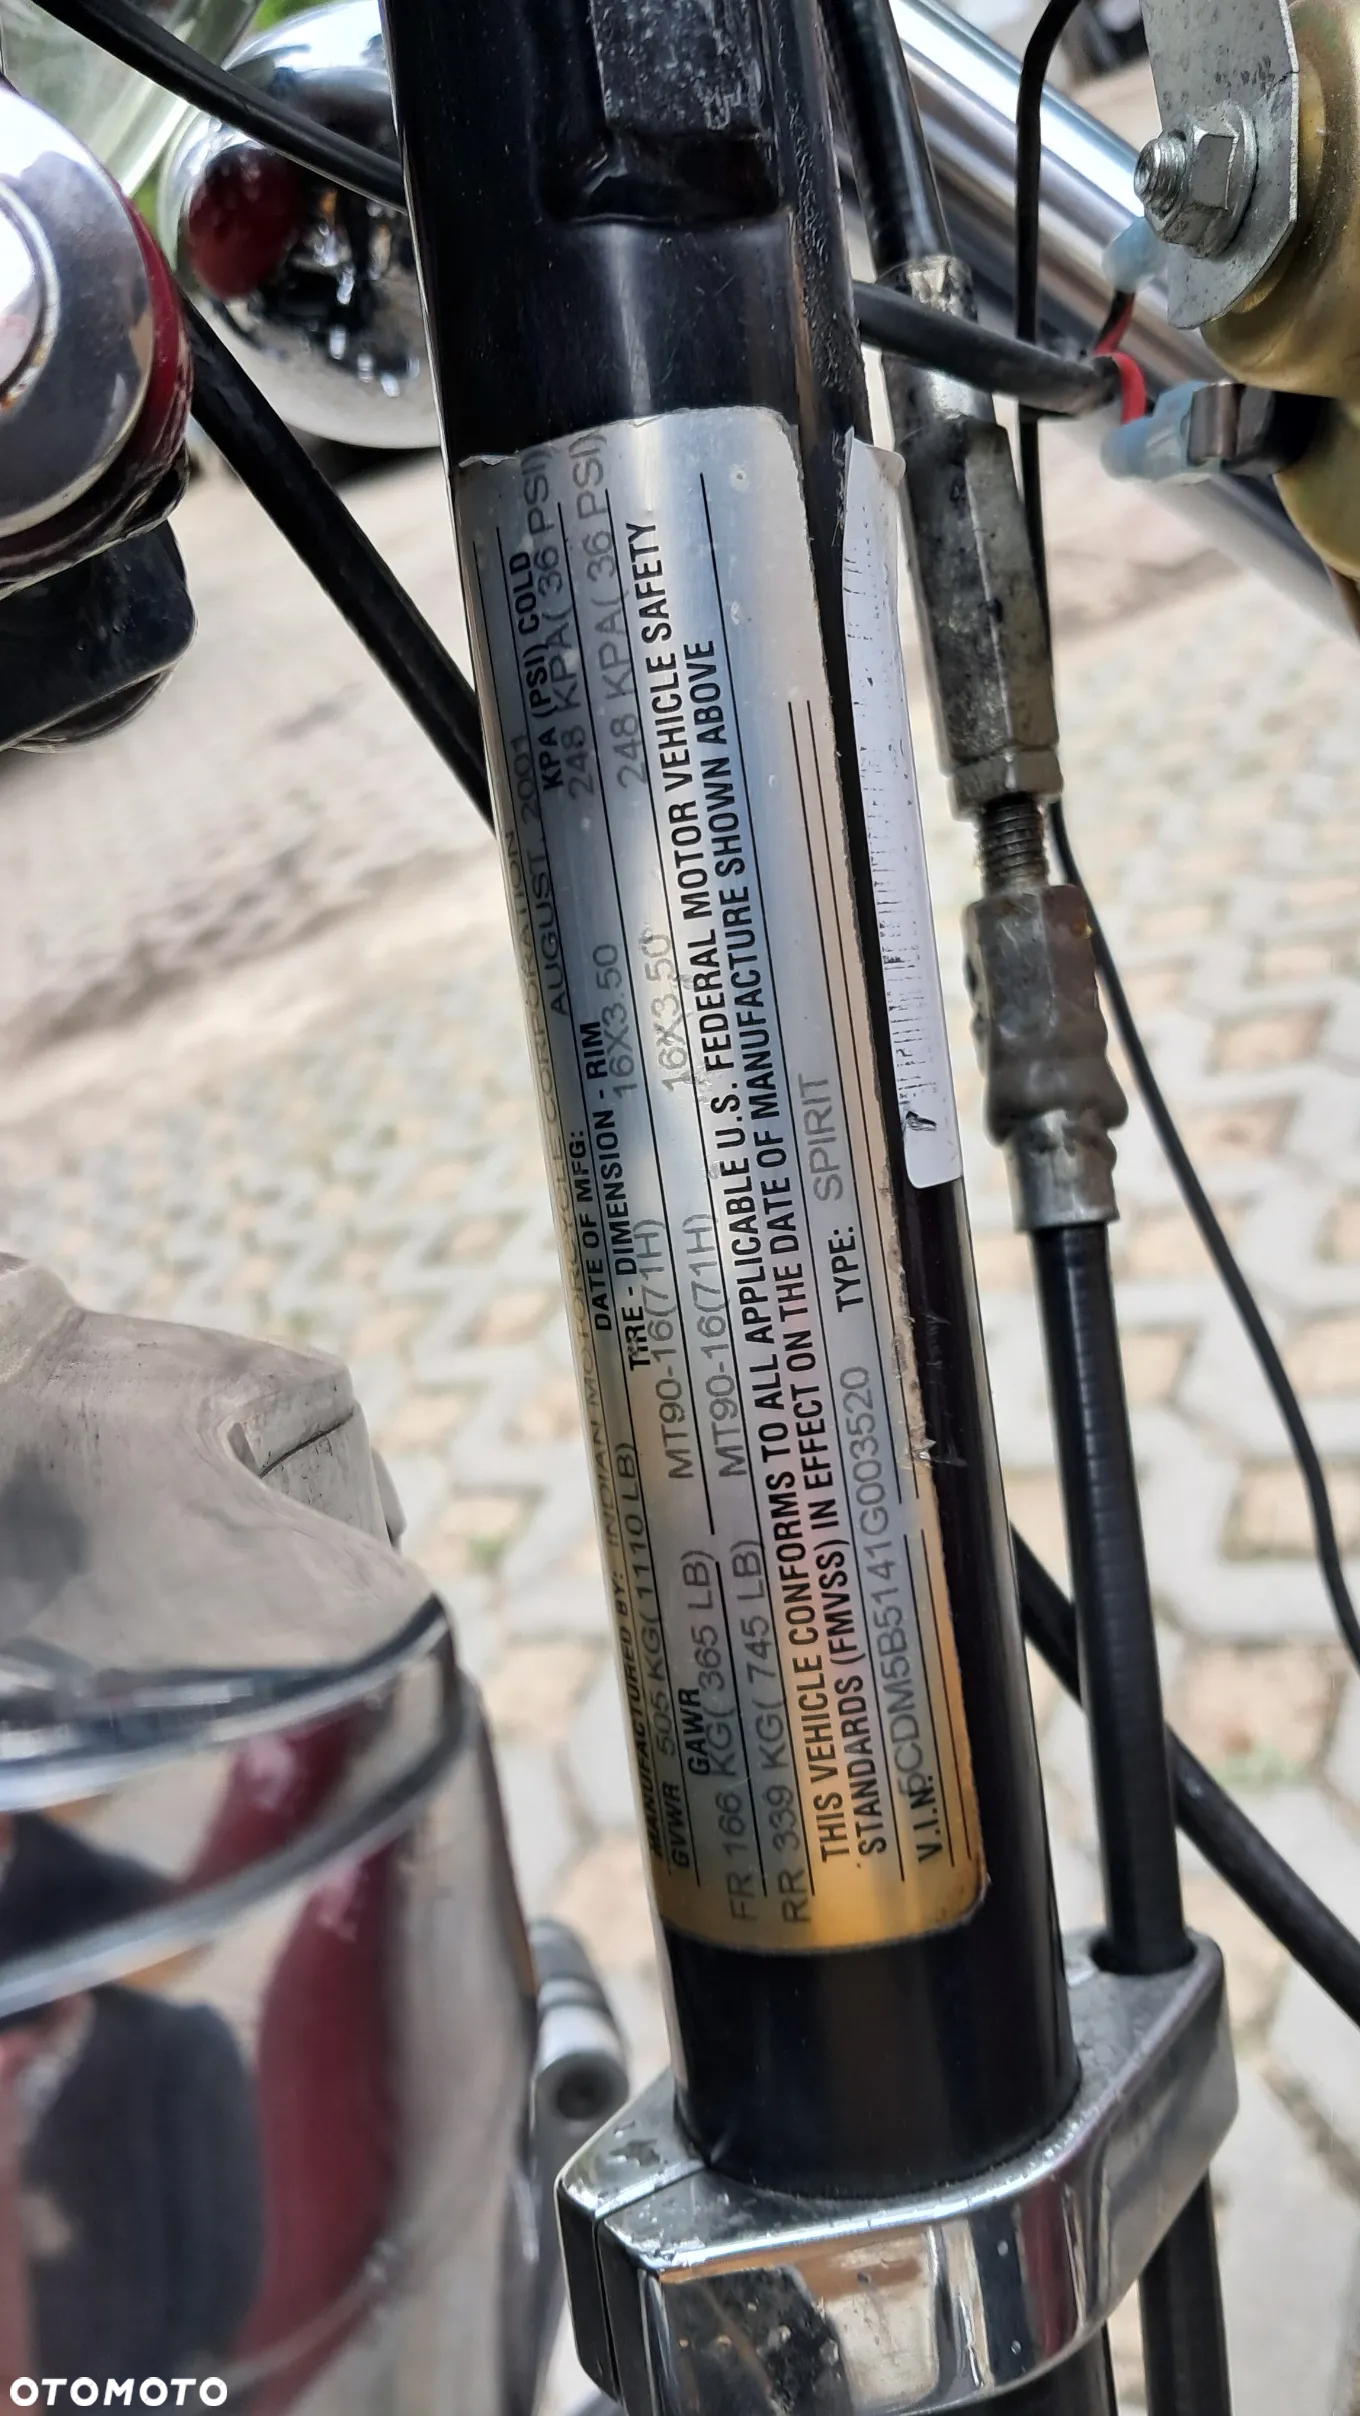 MANUFACTURED BY: INDIAN MOTORCYCLE CORPORATION
GVWR 505 KG( 1110 LB) DATE OF MFG: AUGUST 2001
GAWR TIRE - DIMENSION - RIM KPA (PSI) COLD
FR 166 KG( 365 LB) MT90-16(71H) 16X3.50 248 KPA( 36 PSI)
RR 339 KG( 745 LB) MT90-16(71H) 16X3.50 248 KPA( 36 PSI)
THIS VEHICLE CONFORMS TO ALL APPLICABLE U.S. FEDERAL MOTOR VEHICLE SAFETY
STANDARDS (FMVSS) IN EFFECT ON THE DATE OF MANUFACTURE SHOWN ABOVE
V.I.N. 5CDM5B5141G003520 TYPE: SPIRIT
OTOMOTO